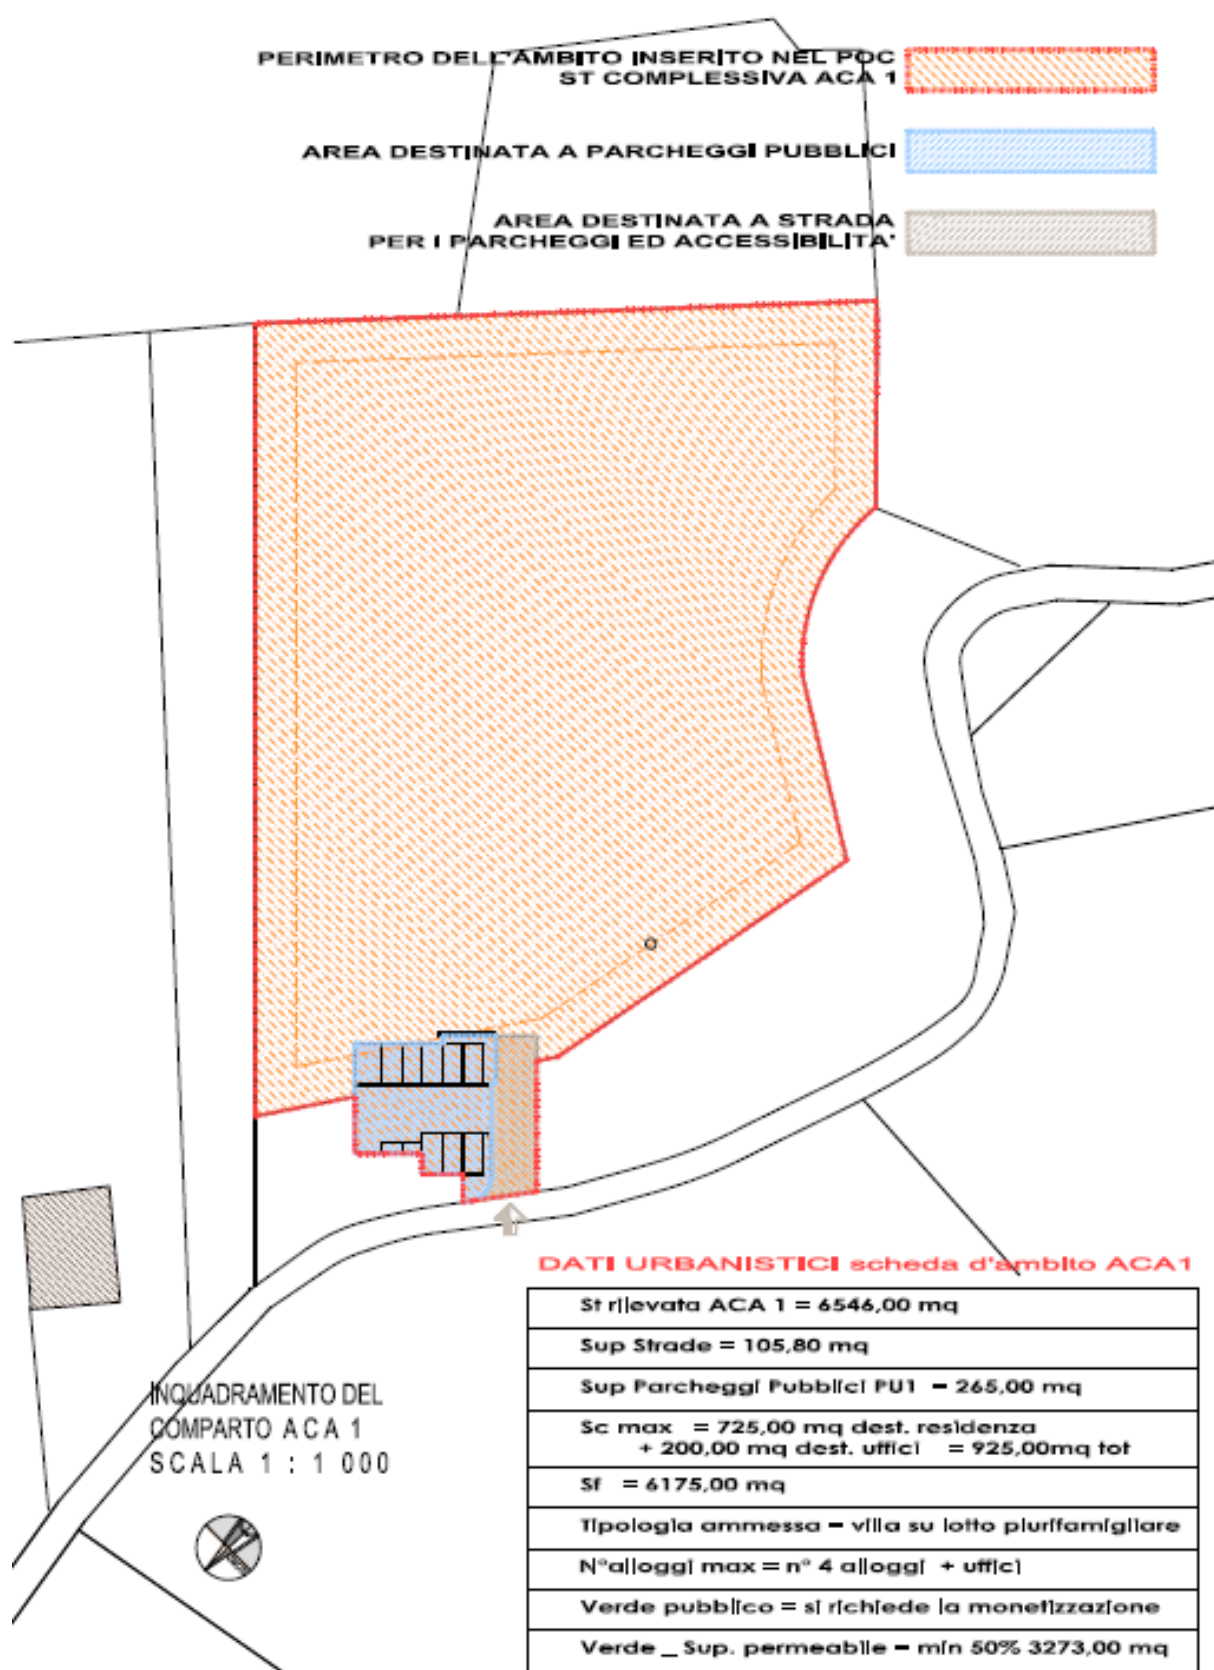 PERIMETRO DELL'AMBITO INSERITO NEL POC
ST COMPLESSIVA ACA 1
AREA DESTINATA A PARCHEGGI PUBBLICI
AREA DESTINATA A STRADA
PER I PARCHEGGI ED ACCESSIBILITA'
INQUADRAMENTO DEL
COMPARTO ACA 1
SCALA 1 : 1 000
DATI URBANISTICI scheda d'ambito ACA1
St rilevata ACA 1 = 6546,00 mq
Sup Strade = 105,80 mq
Sup Parcheggi Pubblici PU1 = 265,00 mq
Sc max = 725,00 mq dest. residenza
+ 200,00 mq dest. uffici = 925,00mq tot
Sf = 6175,00 mq
Tipologia ammessa = villa su lotto plurifamigliare
N°alloggi max = n° 4 alloggi + uffici
Verde pubblico = si richiede la monetizzazione
Verde _ Sup. permeabile = min 50% 3273,00 mq